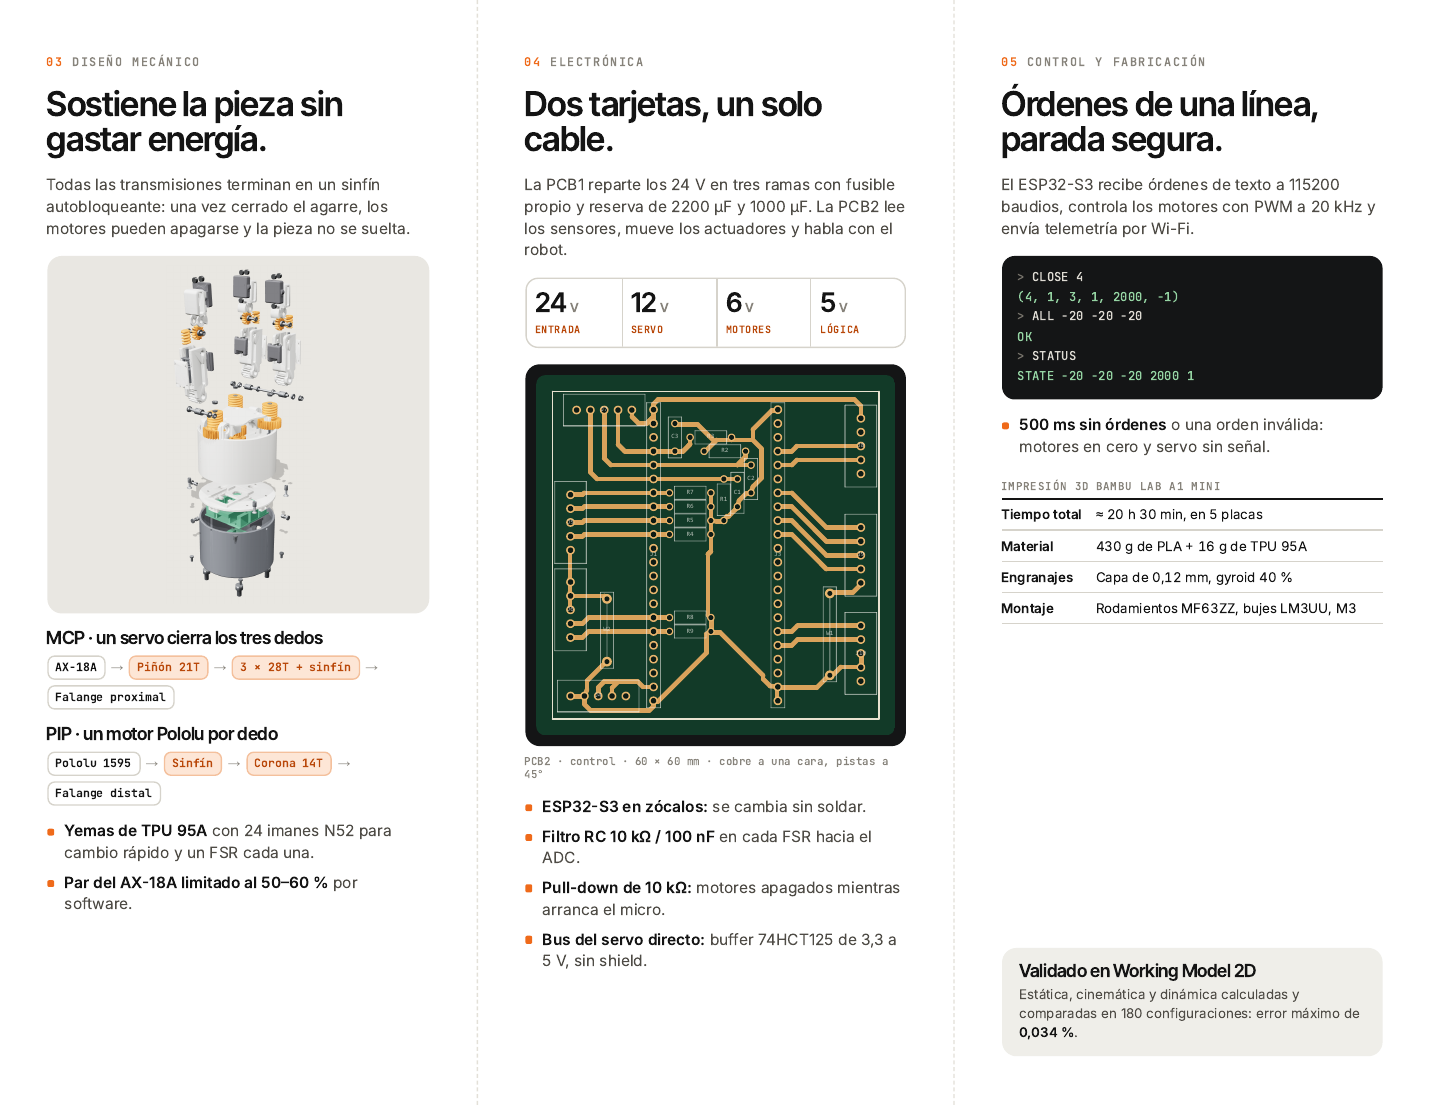 03 DISEÑO MECÁNICO
Sostiene la pieza sin
gastar energía.
Todas las transmisiones terminan en un sinfín
autobloqueante: una vez cerrado el agarre, los
motores pueden apagarse y la pieza no se suelta.
MCP · un servo cierra los tres dedos
AX-18A → Piñón 21T → 3 × 28T + sinfín →
Falange proximal
PIP · un motor Pololu por dedo
Pololu 1595 → Sinfín → Corona 14T →
Falange distal
Yemas de TPU 95A con 24 imanes N52 para
cambio rápido y un FSR cada una.
Par del AX-18A limitado al 50–60 % por
software.
04 ELECTRÓNICA
Dos tarjetas, un solo
cable.
La PCB1 reparte los 24 V en tres ramas con fusible
propio y reserva de 2200 µF y 1000 µF. La PCB2 lee
los sensores, mueve los actuadores y habla con el
robot.
24 V 12 V 6 V 5 V
ENTRADA SERVO MOTORES LÓGICA
C3
R2
C2
R7
R1 C1
R6
R5
R4
R8
R9
W1
PCB2 · control · 60 × 60 mm · cobre a una cara, pistas a
45°
ESP32-S3 en zócalos: se cambia sin soldar.
Filtro RC 10 kΩ / 100 nF en cada FSR hacia el
ADC.
Pull-down de 10 kΩ: motores apagados mientras
arranca el micro.
Bus del servo directo: buffer 74HCT125 de 3,3 a
5 V, sin shield.
05 CONTROL Y FABRICACIÓN
Órdenes de una línea,
parada segura.
El ESP32-S3 recibe órdenes de texto a 115200
baudios, controla los motores con PWM a 20 kHz y
envía telemetría por Wi-Fi.
> CLOSE 4
(4, 1, 3, 1, 2000, -1)
> ALL -20 -20 -20
OK
> STATUS
STATE -20 -20 -20 2000 1
500 ms sin órdenes o una orden inválida:
motores en cero y servo sin señal.
IMPRESIÓN 3D BAMBU LAB A1 MINI
Tiempo total ≈ 20 h 30 min, en 5 placas
Material 430 g de PLA + 16 g de TPU 95A
Engranajes Capa de 0,12 mm, gyroid 40 %
Montaje Rodamientos MF63ZZ, bujes LM3UU, M3
Validado en Working Model 2D
Estática, cinemática y dinámica calculadas y
comparadas en 180 configuraciones: error máximo de
0,034 %.